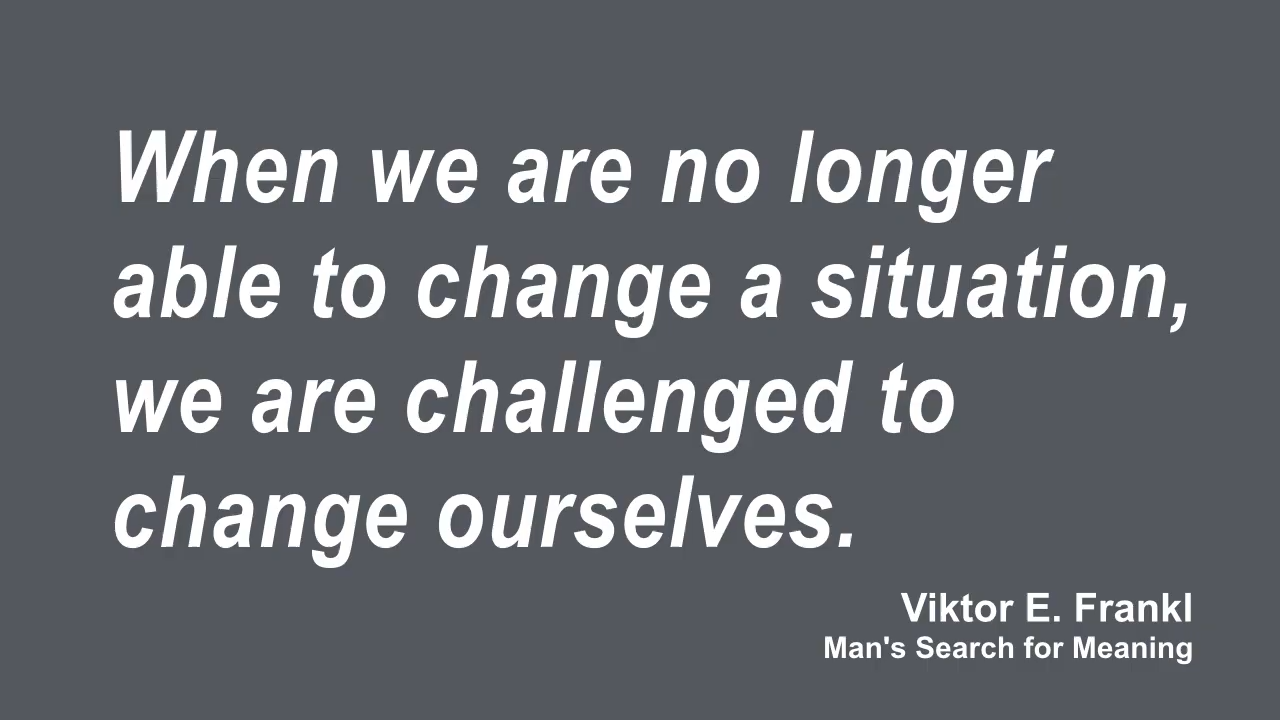 When we are no longer
able to change a situation,
we are challenged to
change ourselves.
Viktor E. Frankl
Man's Search for Meaning